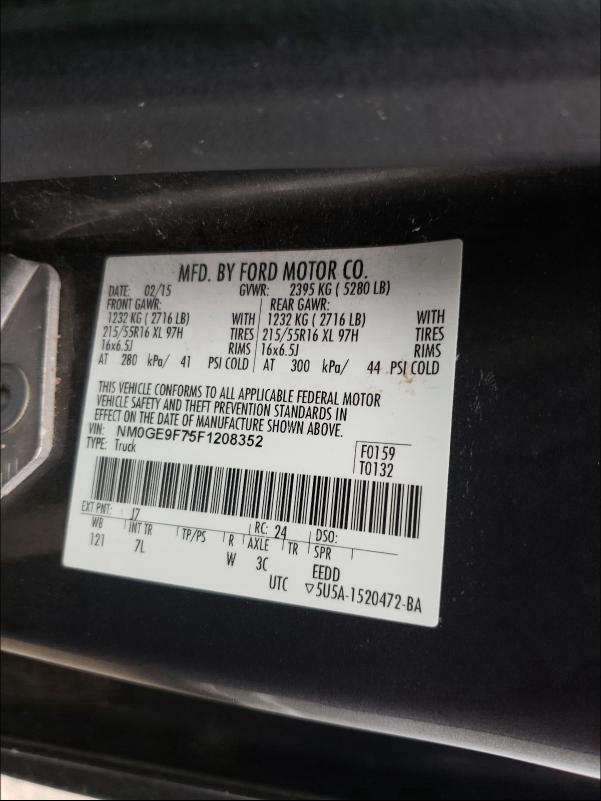 MFD. BY FORD MOTOR CO.
DATE: 02/15 GVWR: 2395 KG ( 5280 LB)
FRONT GAWR: REAR GAWR:
1232 KG (2716 LB) WITH 1232 KG (2716 LB) WITH
215/55R16 XL 97H TIRES 215/55R16 XL 97H TIRES
16x6.5J RIMS 16x6.5J RIMS
AT 280 kPa/ 41 PSI COLD AT 300 kPa/ 44 PSI COLD
THIS VEHICLE CONFORMS TO ALL APPLICABLE FEDERAL MOTOR
VEHICLE SAFETY AND THEFT PREVENTION STANDARDS IN
EFFECT ON THE DATE OF MANUFACTURE SHOWN ABOVE.
VIN: NM0GE9F75F1208352 F0159
TYPE: Truck T0132
EXT PNT: J7 RC: 24 DSO:
WB INT TR TP/PS R AXLE TR SPR
121 7L W 3C EEDD
UTC ▽5U5A-1520472-BA